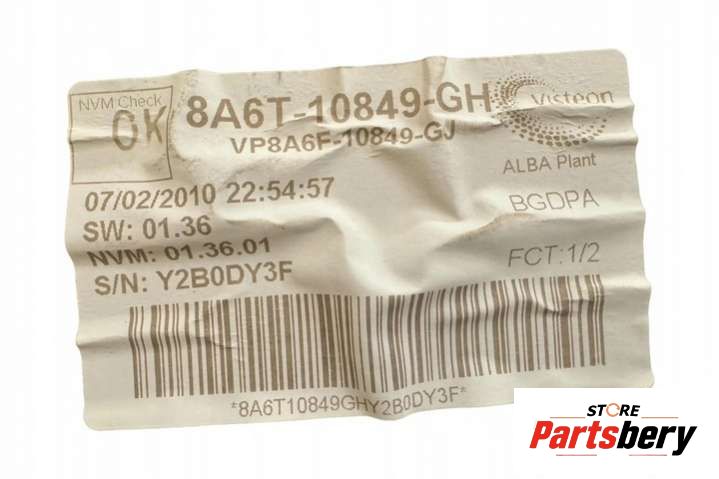 NVM Check
OK
8A6T-10849-GH
VP8A6F-10849-GJ
Visteon
ALBA Plant
07/02/2010 22:54:57
BGDPA
SW: 01.36
NVM: 01.36.01
FCT:1/2
S/N: Y2B0DY3F
*8A6T10849GHY2B0DY3F*
STORE
Partsbery